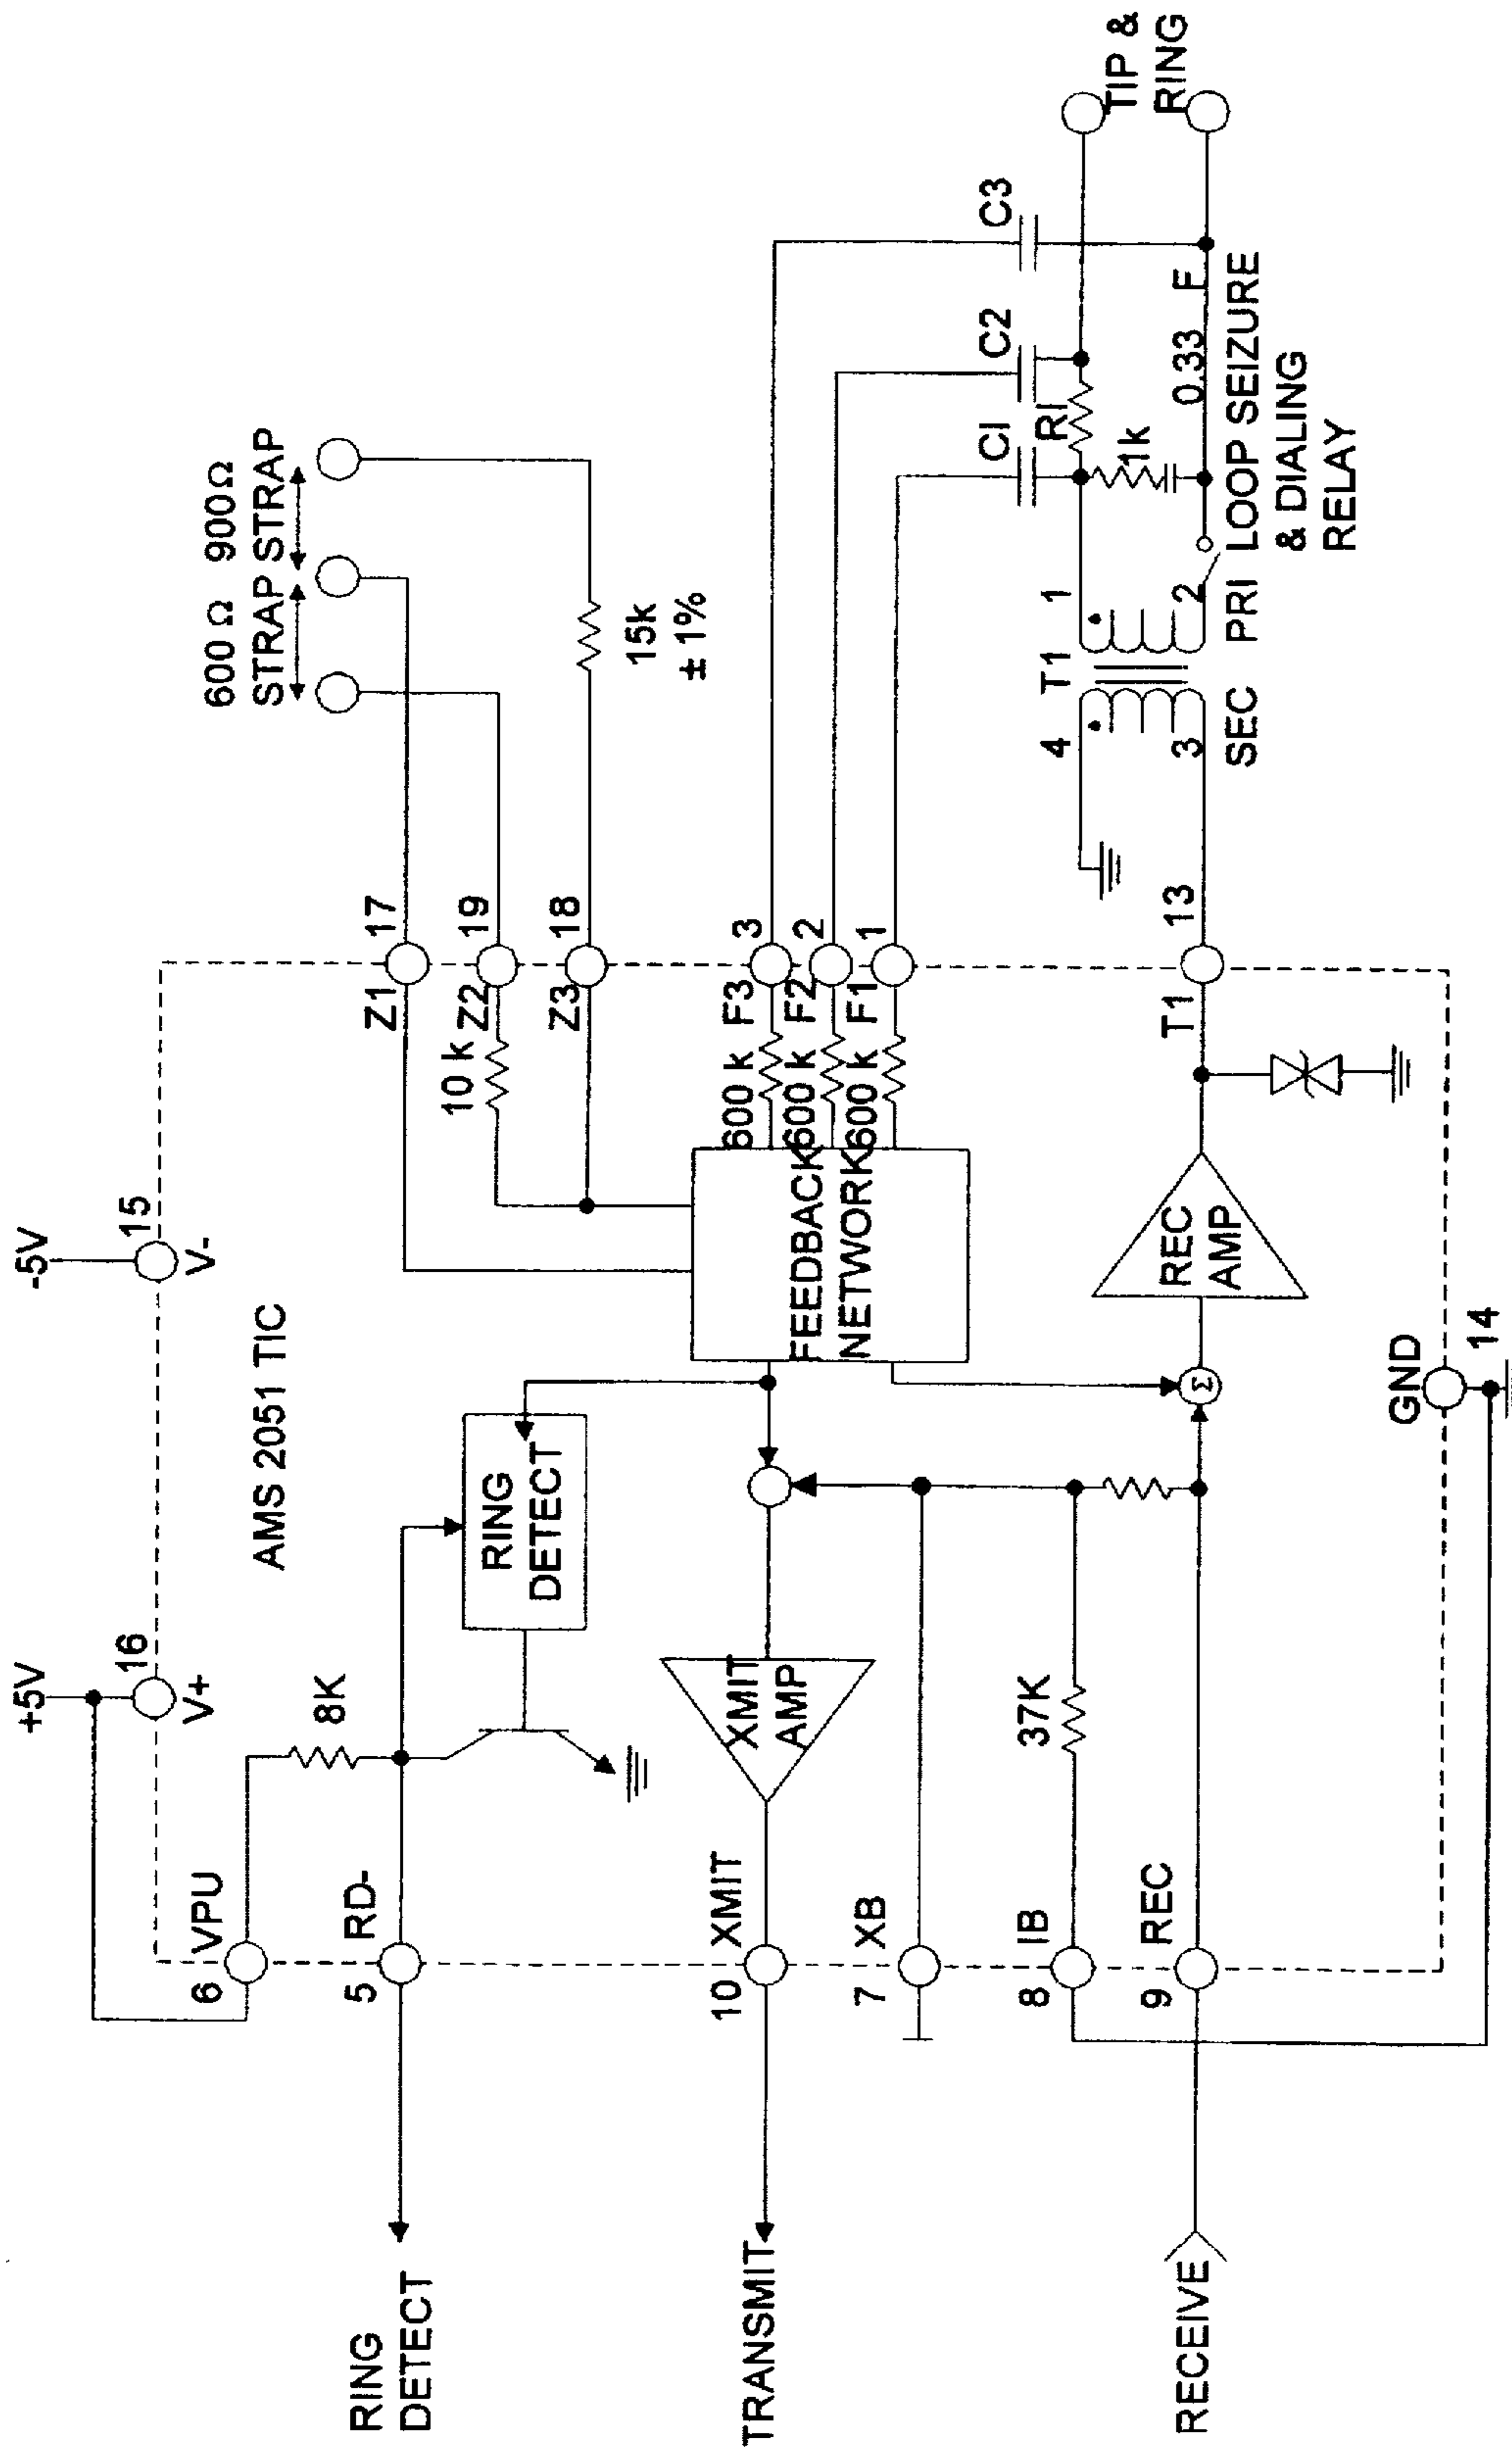 +5V
-5V
16
V+
15
V-
AMS 2051 TIC
6
VPU
8K
RING
DETECT
5
RD-
RING
DETECT
TRANSMIT
10
XMIT
XMIT
AMP
7
XB
8
IB
37K
RECEIVE
9
REC
Σ
REC
AMP
GND
14
FEEDBACK
NETWORK
10 k
Z1
17
Z2
19
Z3
18
600 k
F3
3
600 k
F2
2
600 k
F1
1
T1
13
600 Ω
STRAP
900Ω
STRAP
15k
± 1%
4
T1
1
3
2
SEC
PRI
LOOP SEIZURE
& DIALING
RELAY
CI
C2
C3
RI
1k
0.33
F
TIP &
RING